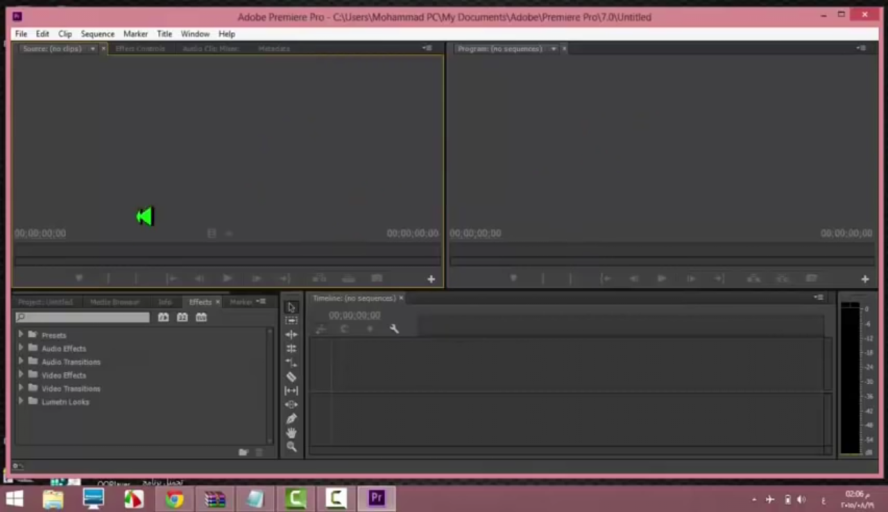 Adobe Premiere Pro - C:\Users\Mohammad PC\My Documents\Adobe\Premiere Pro\7.0\Untitled
File Edit Clip Sequence Marker Title Window Help
Source: (no clips) Effect Controls Audio Clip Mixer: Metadata
Program: (no sequences)
00;00;00;00 00;00;00;00
00;00;00;00 00;00;00;00
Project: Untitled Media Browser Info Effects Marker
Timeline: (no sequences)
00;00;00;00
Presets
Audio Effects
Audio Transitions
Video Effects
Video Transitions
Lumetri Looks
0
-6
-12
-18
-24
-30
-36
-42
-48
-54
dB
Pr
ع
02:06 م